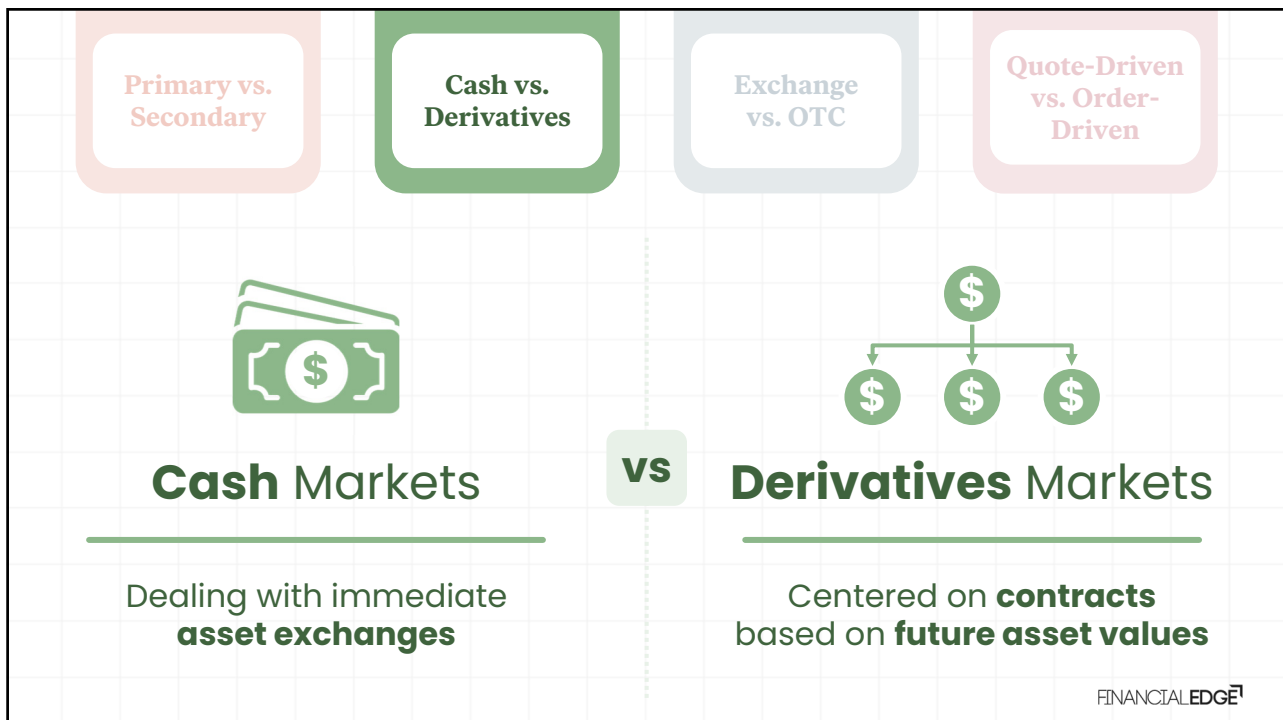 Primary vs.
Secondary
Cash vs.
Derivatives
Exchange
vs. OTC
Quote-Driven
vs. Order-
Driven
$
$
$ $ $
Cash Markets
vs
Derivatives Markets
Dealing with immediate
asset exchanges
Centered on contracts
based on future asset values
FINANCIALEDGE